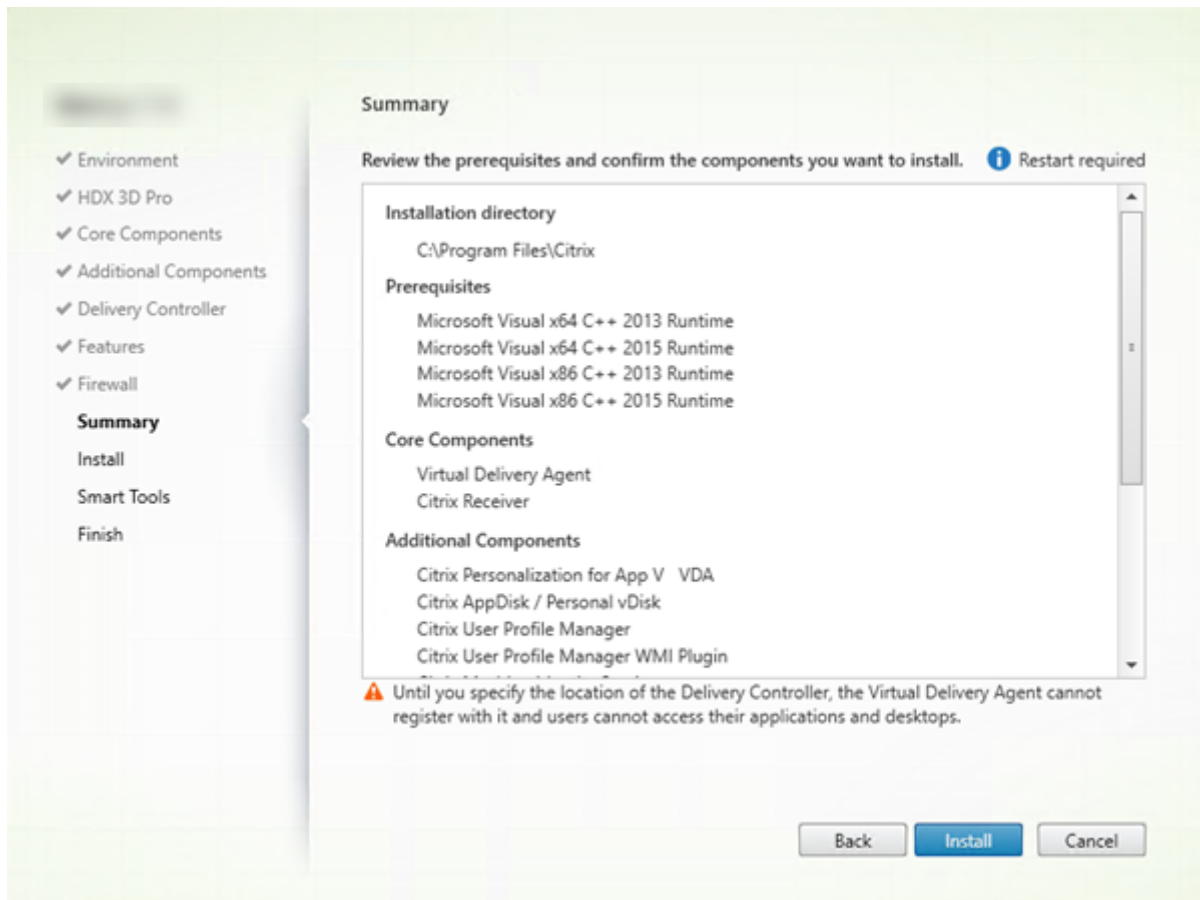 Environment
HDX 3D Pro
Core Components
Additional Components
Delivery Controller
Features
Firewall
Summary
Install
Smart Tools
Finish
Summary
Review the prerequisites and confirm the components you want to install.
Restart required
Installation directory
C:\Program Files\Citrix
Prerequisites
Microsoft Visual x64 C++ 2013 Runtime
Microsoft Visual x64 C++ 2015 Runtime
Microsoft Visual x86 C++ 2013 Runtime
Microsoft Visual x86 C++ 2015 Runtime
Core Components
Virtual Delivery Agent
Citrix Receiver
Additional Components
Citrix Personalization for App V VDA
Citrix AppDisk / Personal vDisk
Citrix User Profile Manager
Citrix User Profile Manager WMI Plugin
Until you specify the location of the Delivery Controller, the Virtual Delivery Agent cannot
register with it and users cannot access their applications and desktops.
Back
Install
Cancel